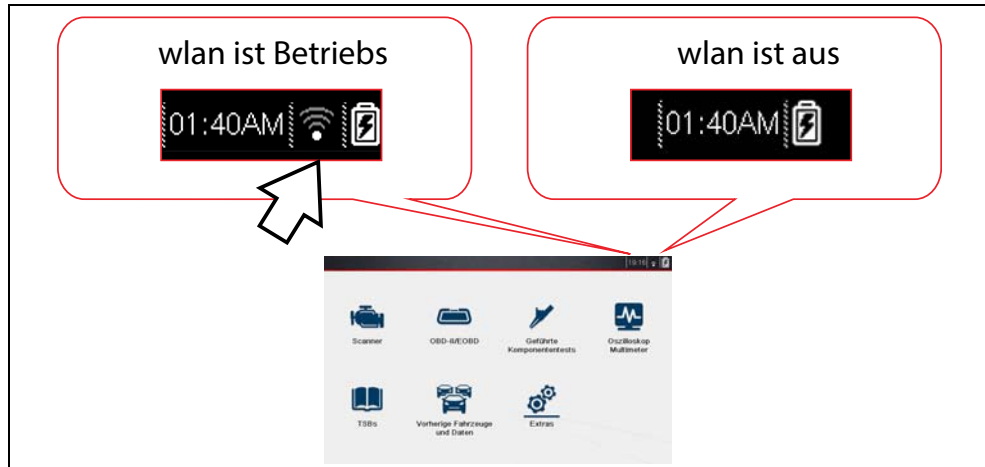 wlan ist Betriebs
01:40AM
wlan ist aus
01:40AM
19:16
Scanner
OBD-II/EOBD
Geführte
Komponententests
Oszilloskop
Multimeter
TSBs
Vorherige Fahrzeuge
und Daten
Extras